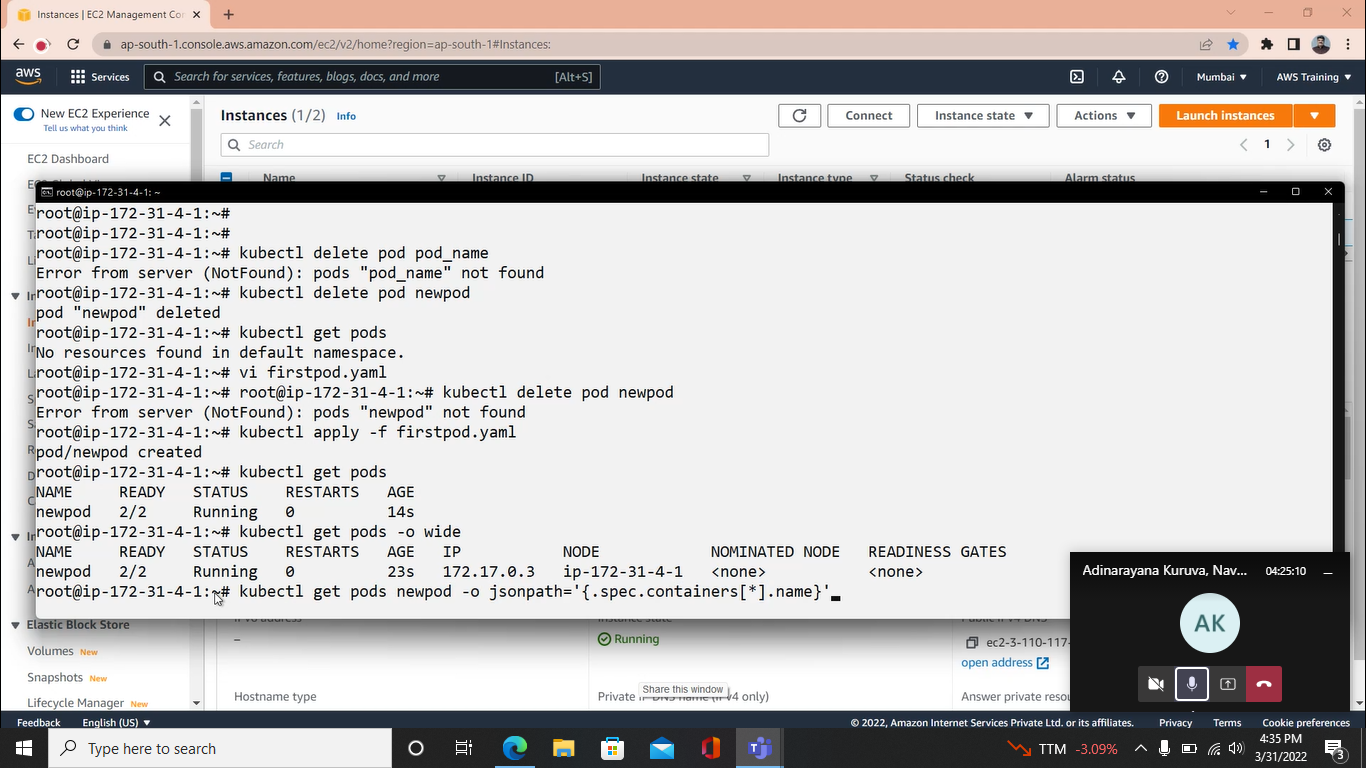 Instances | EC2 Management Co
ap-south-1.console.aws.amazon.com/ec2/v2/home?region=ap-south-1#Instances:
aws
Services
Search for services, features, blogs, docs, and more
[Alt+S]
Mumbai
AWS Training
New EC2 Experience
Tell us what you think
Instances (1/2) Info
Connect
Instance state
Actions
Launch instances
Search
1
EC2 Dashboard
Name
Instance ID
Instance state
Instance type
Status check
Alarm status
root@ip-172-31-4-1: ~
root@ip-172-31-4-1:~#
root@ip-172-31-4-1:~#
root@ip-172-31-4-1:~# kubectl delete pod pod_name
Error from server (NotFound): pods "pod_name" not found
root@ip-172-31-4-1:~# kubectl delete pod newpod
pod "newpod" deleted
root@ip-172-31-4-1:~# kubectl get pods
No resources found in default namespace.
root@ip-172-31-4-1:~# vi firstpod.yaml
root@ip-172-31-4-1:~# root@ip-172-31-4-1:~# kubectl delete pod newpod
Error from server (NotFound): pods "newpod" not found
root@ip-172-31-4-1:~# kubectl apply -f firstpod.yaml
pod/newpod created
root@ip-172-31-4-1:~# kubectl get pods
NAME READY STATUS RESTARTS AGE
newpod 2/2 Running 0 14s
root@ip-172-31-4-1:~# kubectl get pods -o wide
NAME READY STATUS RESTARTS AGE IP NODE NOMINATED NODE READINESS GATES
newpod 2/2 Running 0 23s 172.17.0.3 ip-172-31-4-1 <none> <none>
root@ip-172-31-4-1:~# kubectl get pods newpod -o jsonpath='{.spec.containers[*].name}'
Adinarayana Kuruva, Nav...
04:25:10
AK
Elastic Block Store
Volumes New
Snapshots New
Lifecycle Manager New
–
Running
ec2-3-110-117-
open address
Hostname type
Share this window
Answer private resou
Feedback
English (US)
© 2022, Amazon Internet Services Private Ltd. or its affiliates.
Privacy
Terms
Cookie preferences
Type here to search
TTM -3.09%
4:35 PM
3/31/2022
3